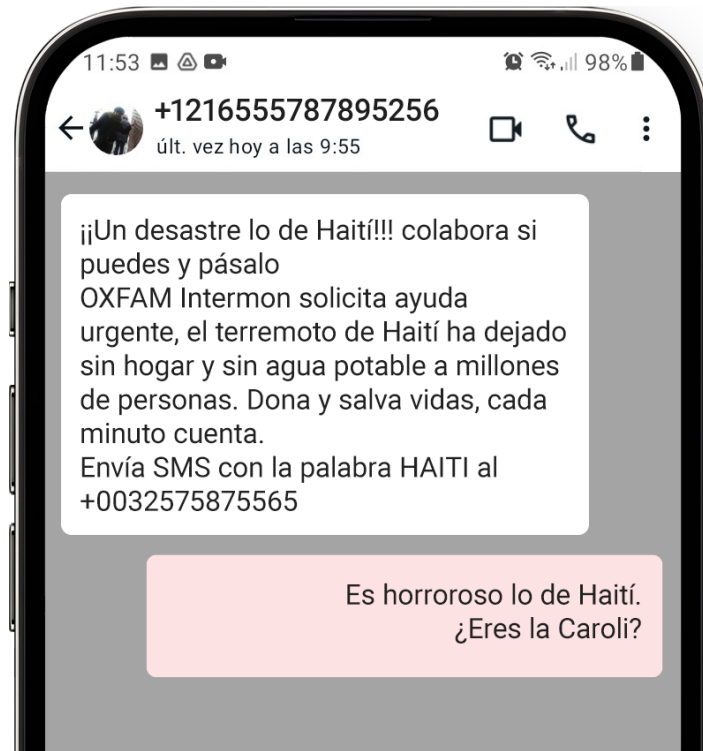 11:53 98%
+1216555787895256
últ. vez hoy a las 9:55
¡¡Un desastre lo de Haití!!! colabora si
puedes y pásalo
OXFAM Intermon solicita ayuda
urgente, el terremoto de Haití ha dejado
sin hogar y sin agua potable a millones
de personas. Dona y salva vidas, cada
minuto cuenta.
Envía SMS con la palabra HAITI al
+0032575875565
Es horroroso lo de Haití.
¿Eres la Caroli?